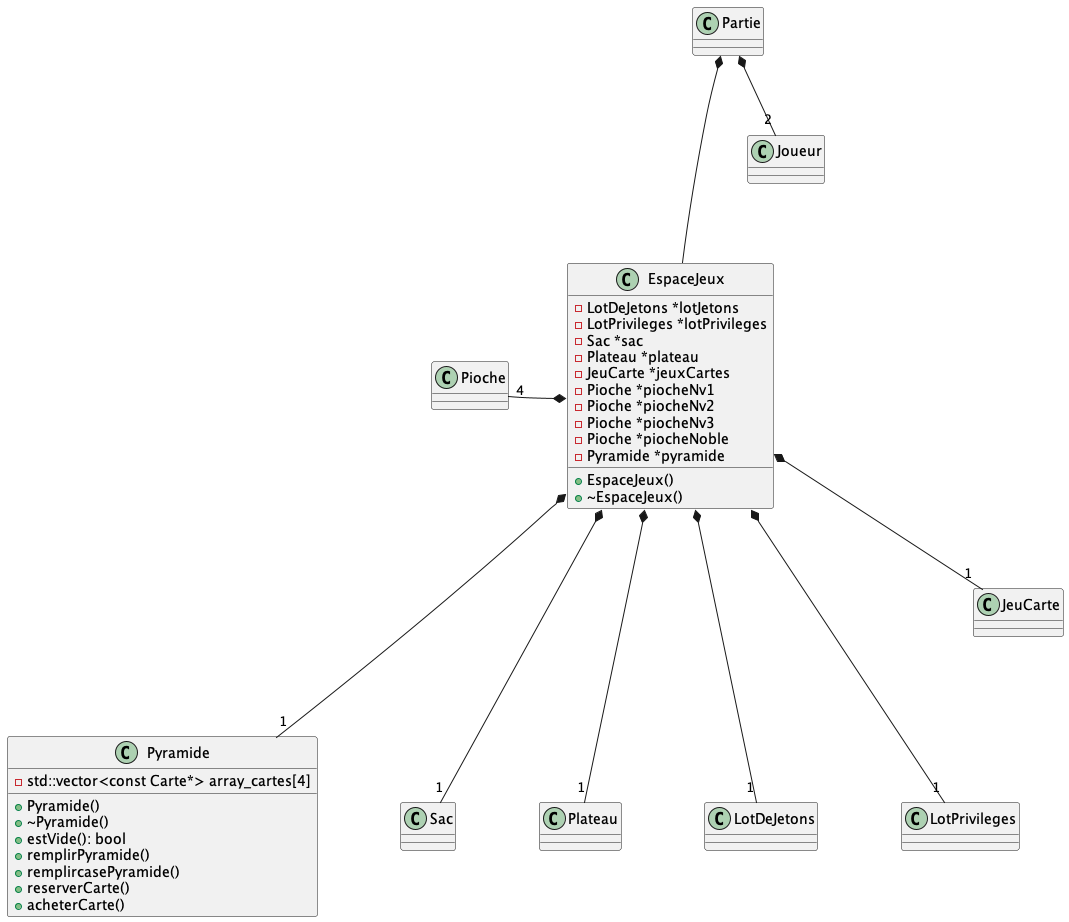 C Partie
2
C Joueur
C EspaceJeux
LotDeJetons *lotJetons
LotPrivileges *lotPrivileges
Sac *sac
Plateau *plateau
JeuCarte *jeuxCartes
Pioche *piocheNv1
Pioche *piocheNv2
Pioche *piocheNv3
Pioche *piocheNoble
Pyramide *pyramide
EspaceJeux()
~EspaceJeux()
C Pioche
4
1
C JeuCarte
1
C Pyramide
std::vector<const Carte*> array_cartes[4]
Pyramide()
~Pyramide()
estVide(): bool
remplirPyramide()
remplircasePyramide()
reserverCarte()
acheterCarte()
1
C Sac
1
C Plateau
1
C LotDeJetons
1
C LotPrivileges